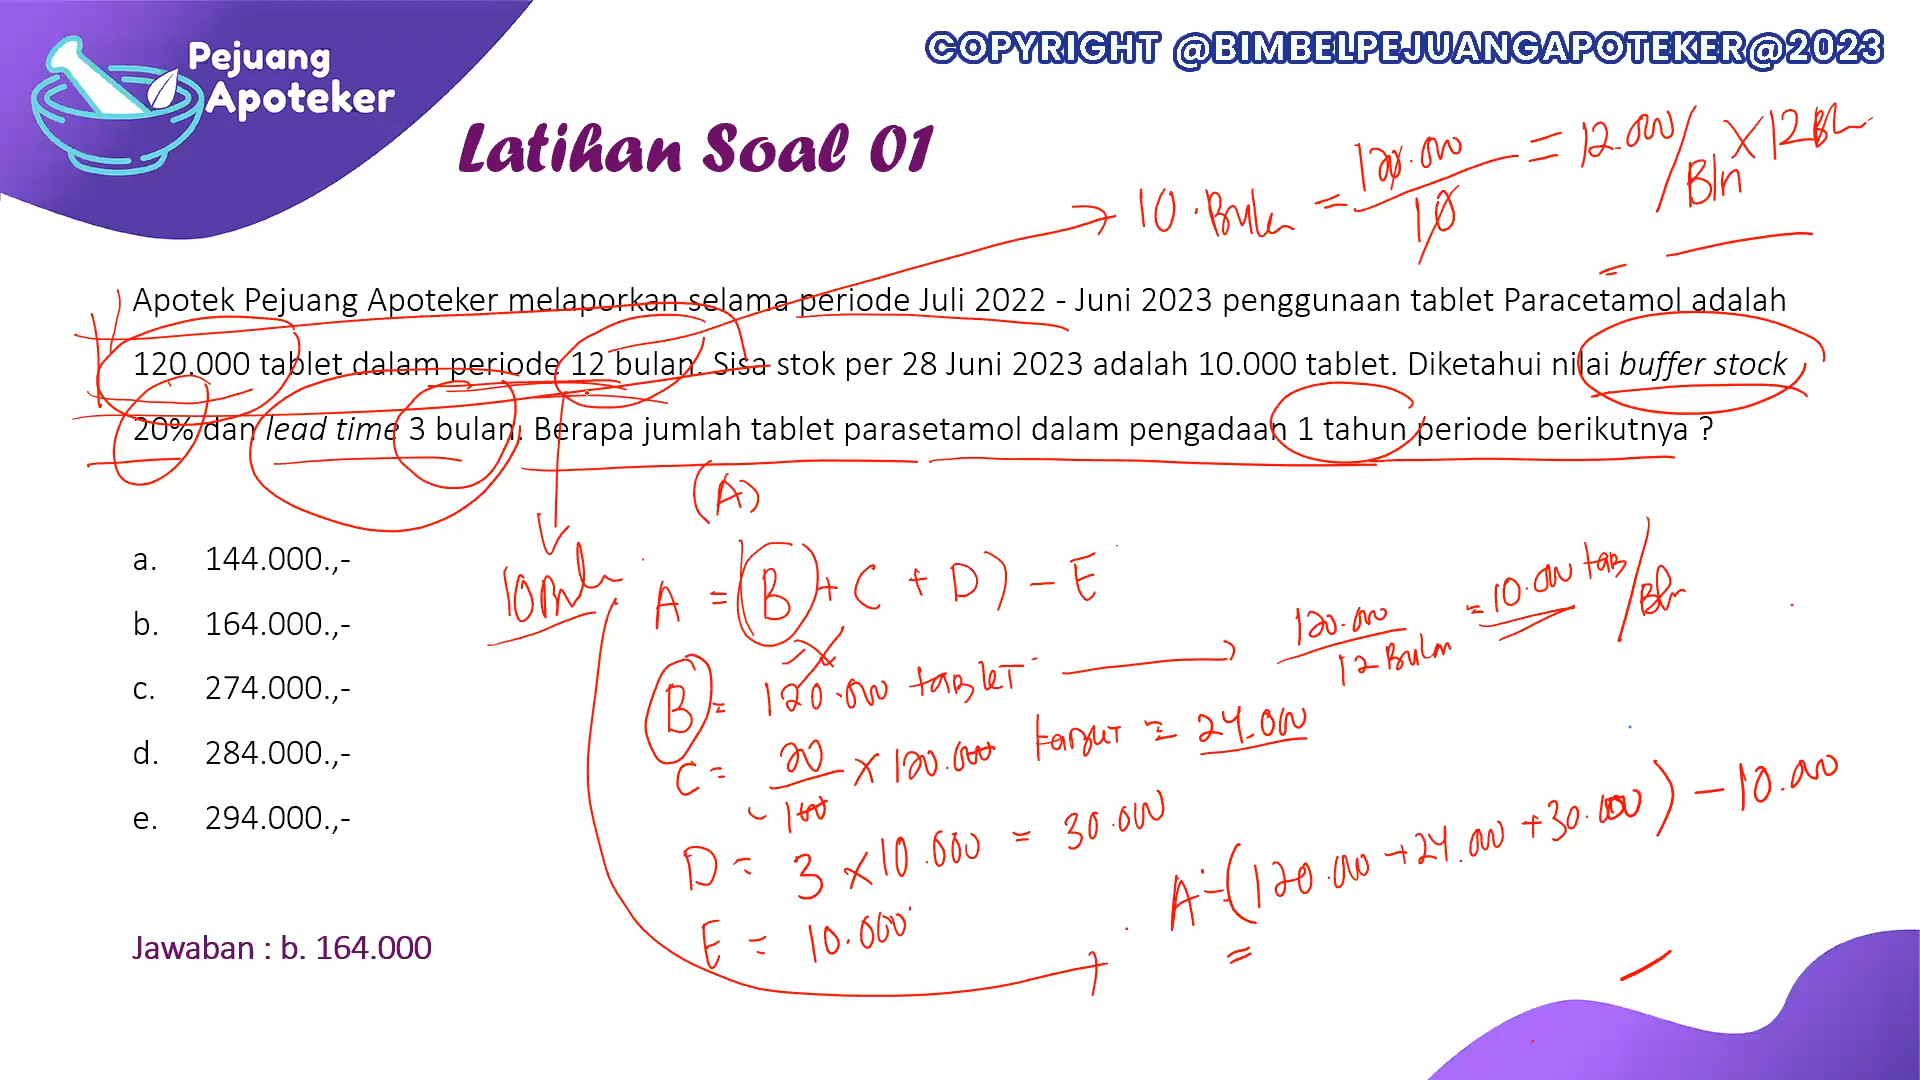 Pejuang
Apoteker
COPYRIGHT @BIMBELPEJUANGAPOTEKER@2023
Latihan Soal 01
10 Bulan = 120.000 / 10 = 12.000/Bln X 12 Bln
=
Apotek Pejuang Apoteker melaporkan selama periode Juli 2022 - Juni 2023 penggunaan tablet Paracetamol adalah
120.000 tablet dalam periode 12 bulan. Sisa stok per 28 Juni 2023 adalah 10.000 tablet. Diketahui nilai buffer stock
20% dan lead time 3 bulan. Berapa jumlah tablet parasetamol dalam pengadaan 1 tahun periode berikutnya ?
(A)
a. 144.000.,-
b. 164.000.,-
c. 274.000.,-
d. 284.000.,-
e. 294.000.,-
10 Bulan
A = (B + C + D) - E
B = 120.000 tablet
120.000 / 12 Bulan = 10.000 tab/Bln
C = 20/100 x 120.000 = 24.000
D = 3 x 10.000 = 30.000
E = 10.000
A = (120.000 + 24.000 + 30.000) - 10.000
=
Jawaban : b. 164.000